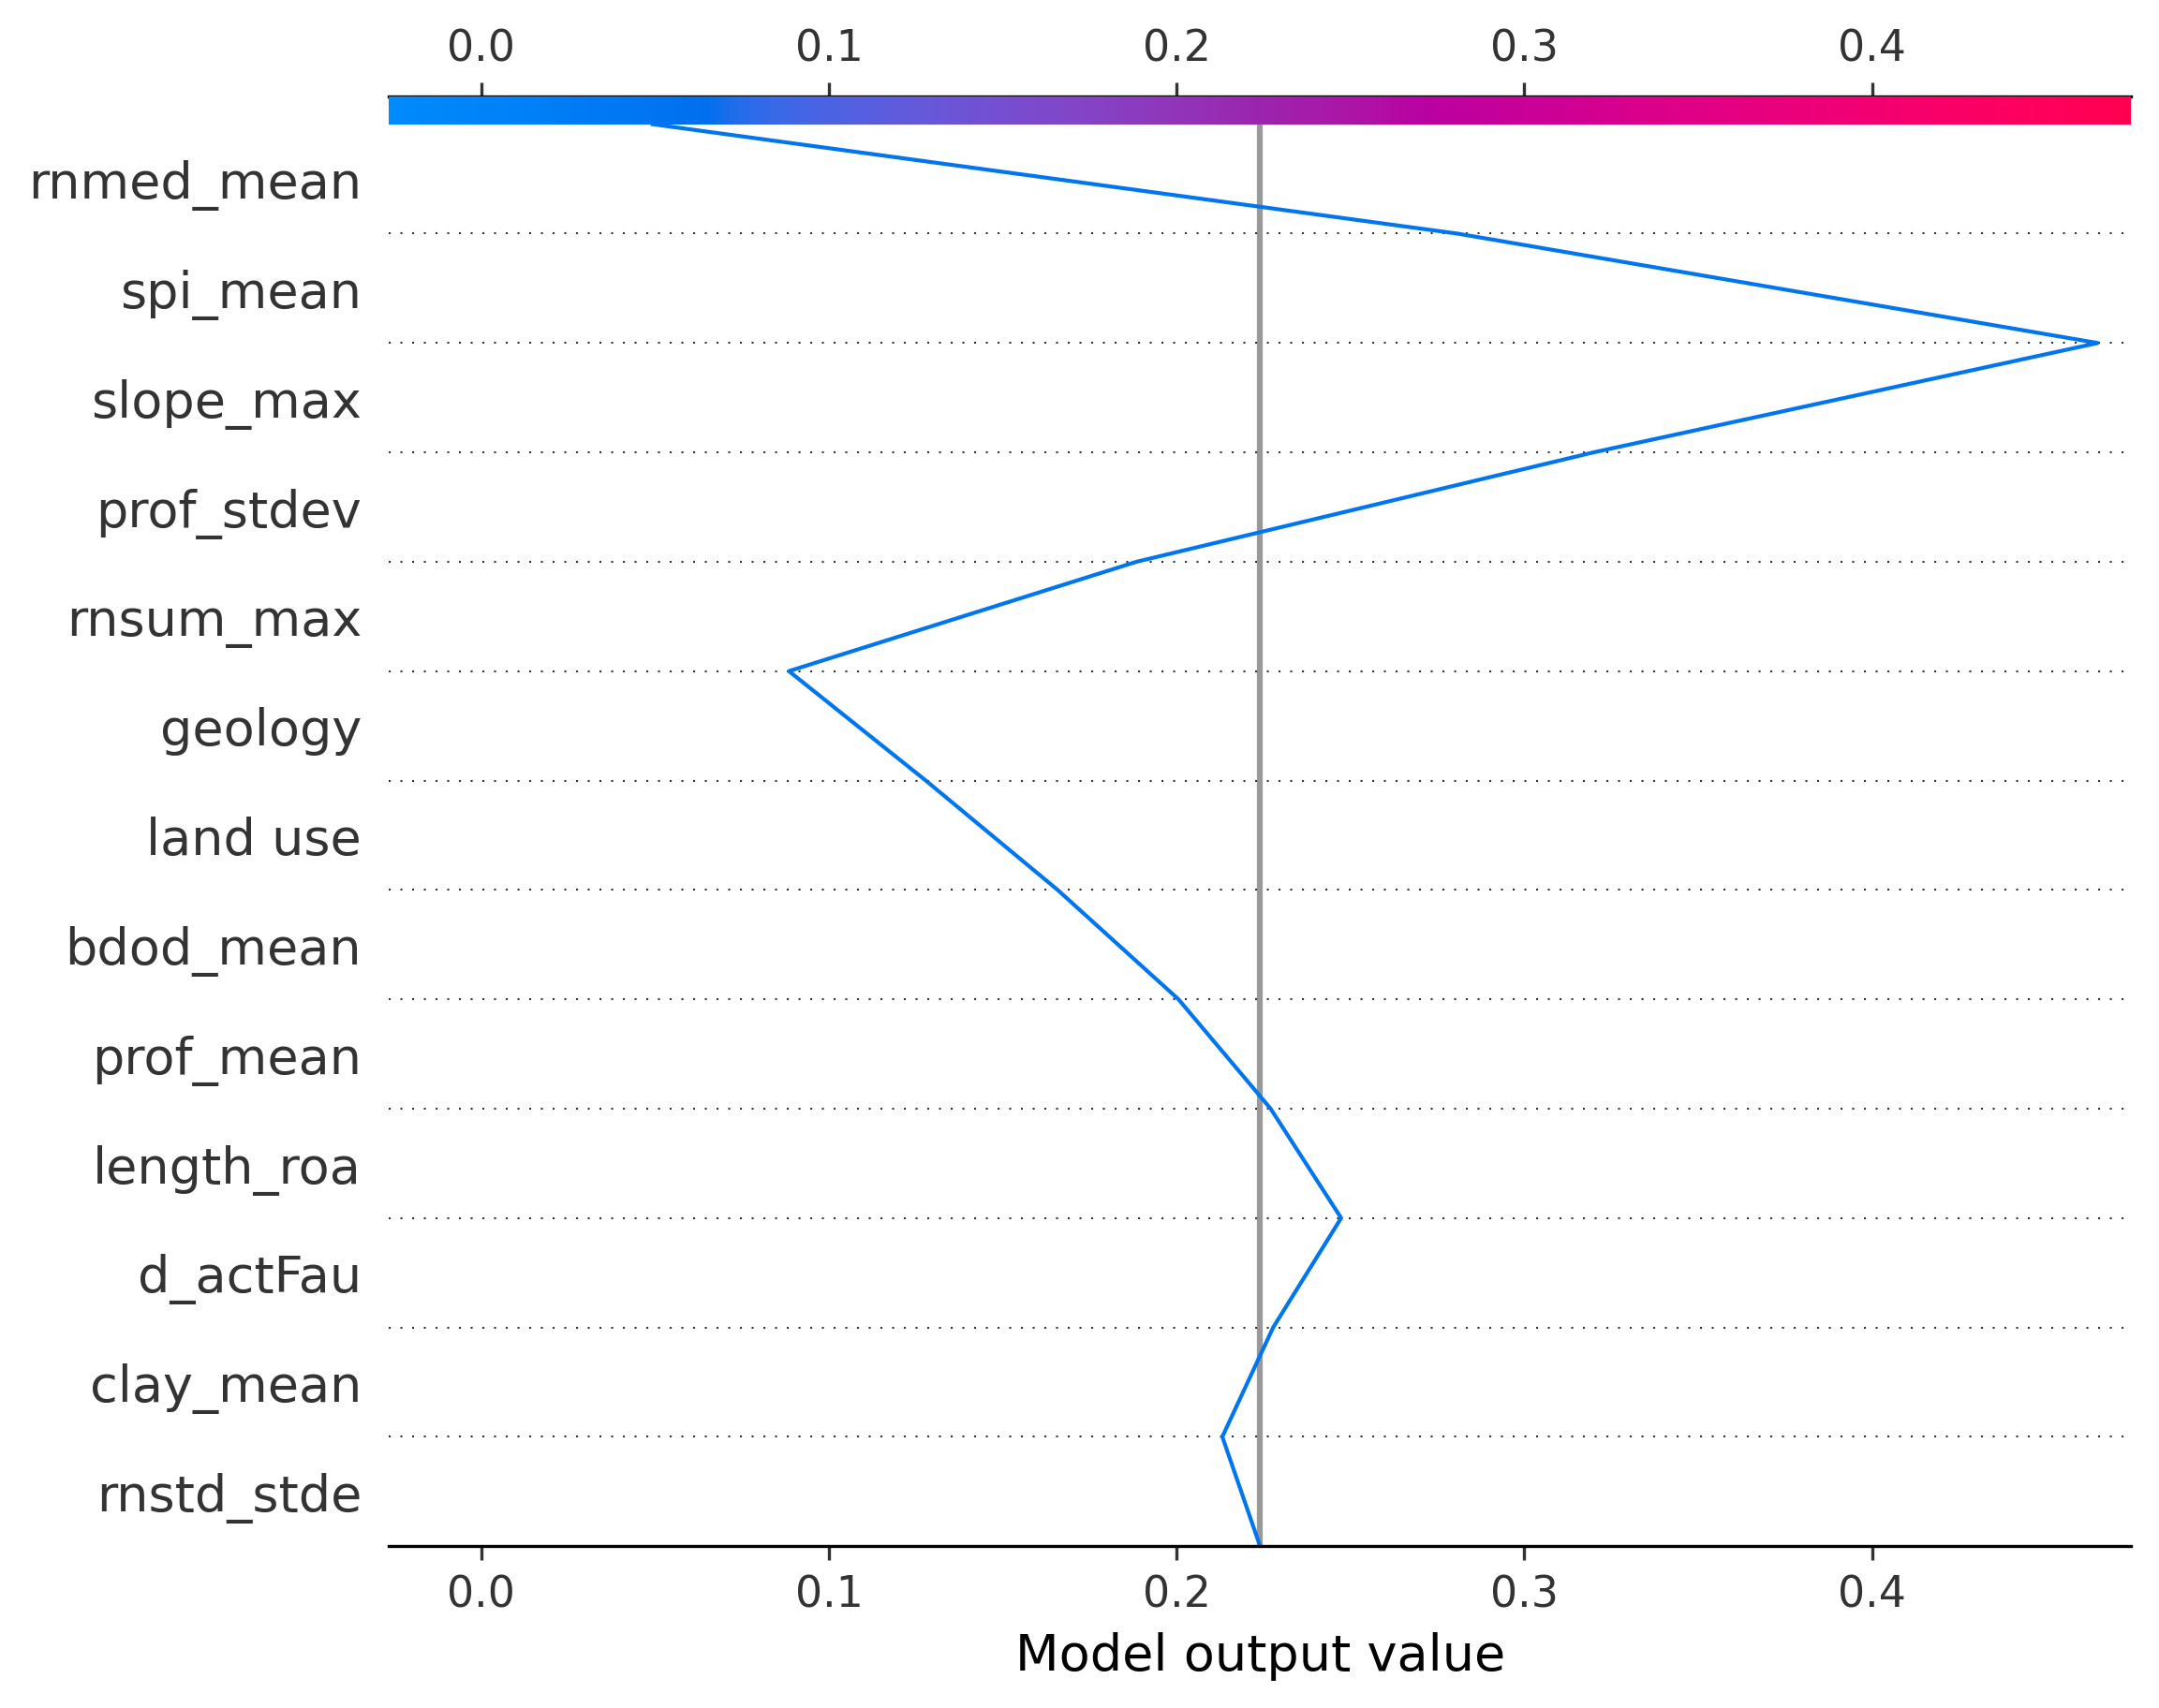 0.0 0.1 0.2 0.3 0.4
rnmed_mean
spi_mean
slope_max
prof_stdev
rnsum_max
geology
land use
bdod_mean
prof_mean
length_roa
d_actFau
clay_mean
rnstd_stde
0.0 0.1 0.2 0.3 0.4
Model output value